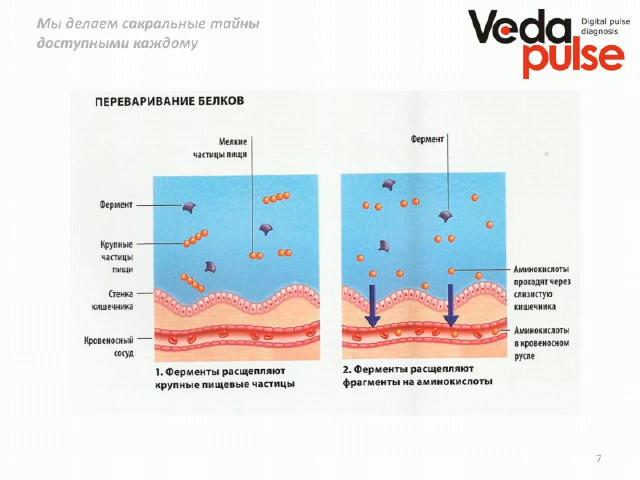 Мы делаем сакральные тайны
доступными каждому
Veda
pulse
Digital pulse
diagnosis
ПЕРЕВАРИВАНИЕ БЕЛКОВ
Мелкие
частицы пищи
Фермент
Крупные
частицы
пищи
Стенка
кишечника
Кровеносный
сосуд
1. Ферменты расщепляют
крупные пищевые частицы
Фермент
Аминокислоты
проходят через
слизистую
кишечника
Аминокислоты
в кровеносном
русле
2. Ферменты расщепляют
фрагменты на аминокислоты
7